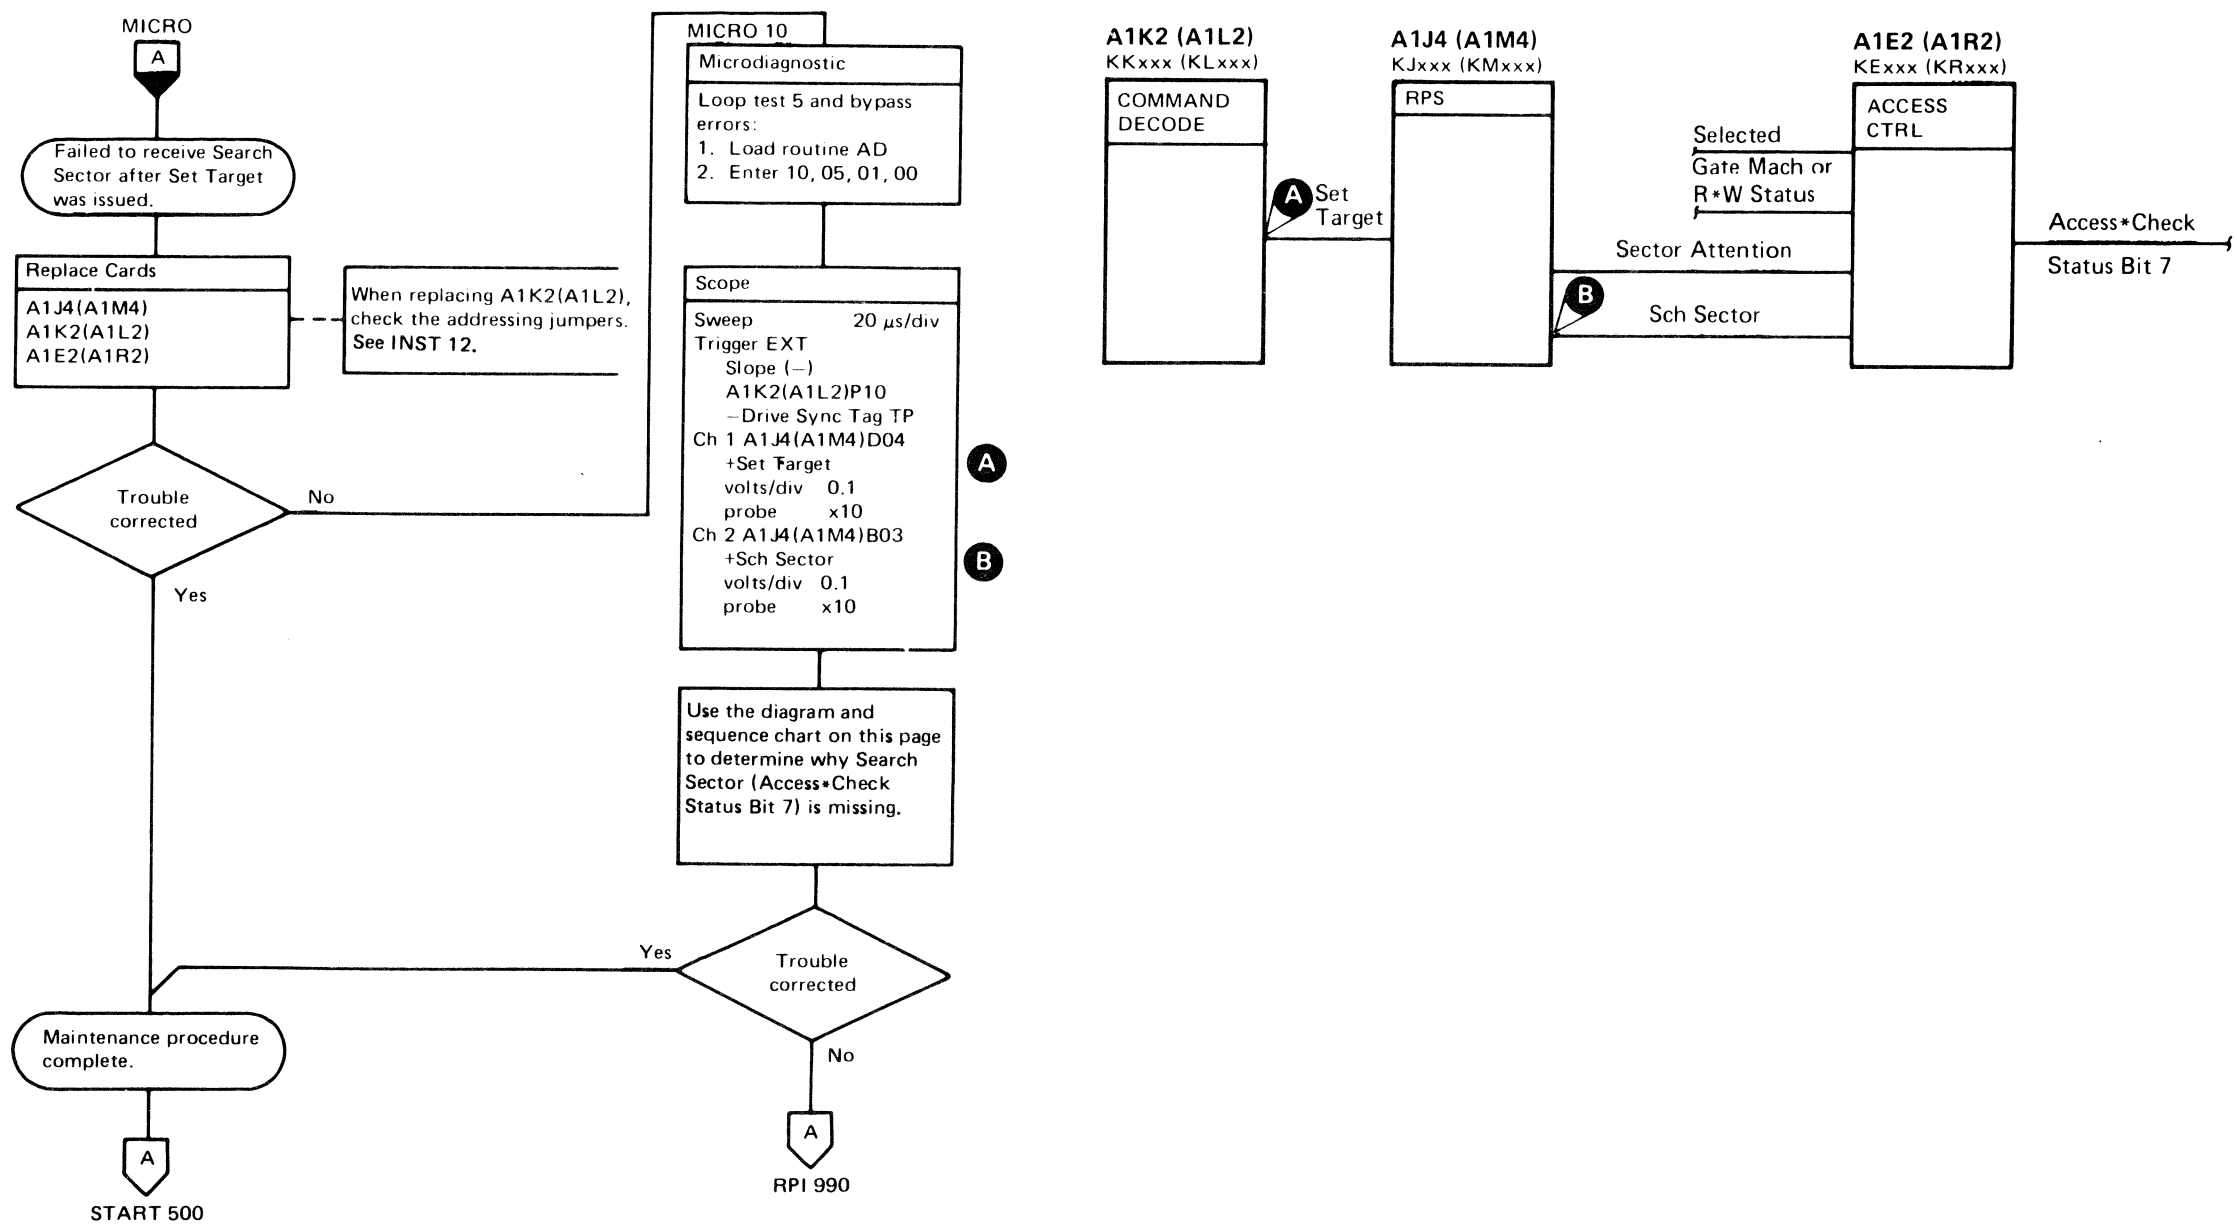 MICRO
A
Failed to receive Search
Sector after Set Target
was issued.
Replace Cards
A1J4(A1M4)
A1K2(A1L2)
A1E2(A1R2)
When replacing A1K2(A1L2),
check the addressing jumpers.
See INST 12.
Trouble
corrected
No
Yes
Maintenance procedure
complete.
A
START 500
MICRO 10
Microdiagnostic
Loop test 5 and bypass
errors:
1. Load routine AD
2. Enter 10, 05, 01, 00
Scope
Sweep 20 μs/div
Trigger EXT
Slope (−)
A1K2(A1L2)P10
−Drive Sync Tag TP
Ch 1 A1J4(A1M4)D04
+Set Target
volts/div 0.1
probe x10
Ch 2 A1J4(A1M4)B03
+Sch Sector
volts/div 0.1
probe x10
A
B
Use the diagram and
sequence chart on this page
to determine why Search
Sector (Access*Check
Status Bit 7) is missing.
Yes
Trouble
corrected
No
A
RPI 990
A1K2 (A1L2)
KKxxx (KLxxx)
COMMAND
DECODE
A
Set
Target
A1J4 (A1M4)
KJxxx (KMxxx)
RPS
Selected
Gate Mach or
R*W Status
Sector Attention
B
Sch Sector
A1E2 (A1R2)
KExxx (KRxxx)
ACCESS
CTRL
Access*Check
Status Bit 7